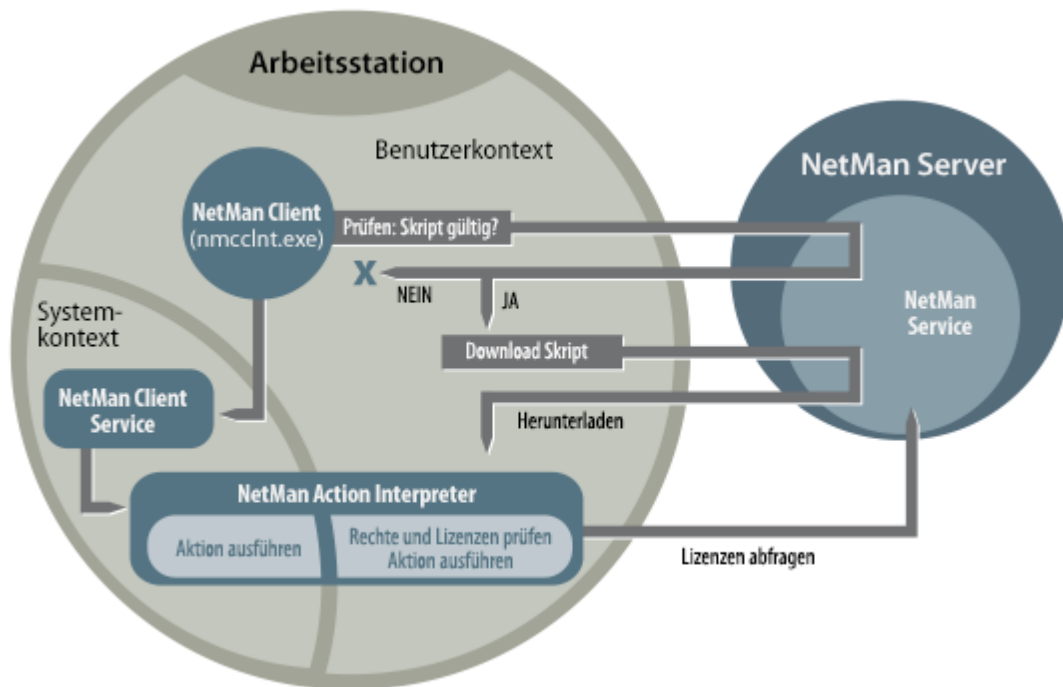 Arbeitsstation
Benutzerkontext
NetMan Server
NetMan Client
(nmcclnt.exe)
Prüfen: Skript gültig?
X
NEIN
JA
NetMan
Service
System-
kontext
Download Skript
NetMan Client
Service
Herunterladen
NetMan Action Interpreter
Aktion ausführen
Rechte und Lizenzen prüfen
Aktion ausführen
Lizenzen abfragen